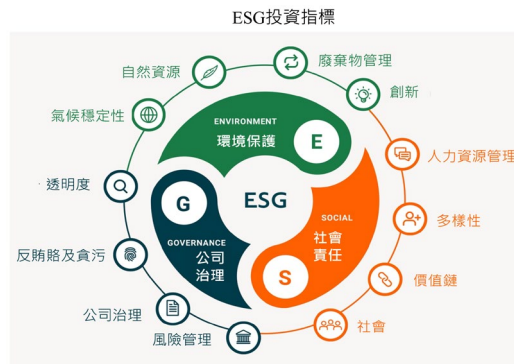 ESG投資指標
廢棄物管理
自然資源
創新
氣候穩定性
ENVIRONMENT
環境保護
E
人力資源管理
透明度
G
ESG
SOCIAL
社會
責任
多樣性
GOVERNANCE
公司
治理
反賄賂及貪污
S
價值鏈
公司治理
社會
風險管理